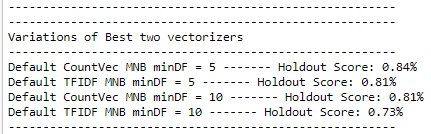 ----------------------------------------------------
----------------------------------------------------
Variations of Best two vectorizers
----------------------------------------------------
Default CountVec MNB minDF = 5 ------- Holdout Score: 0.84%
Default TFIDF MNB minDF = 5 ------- Holdout Score: 0.81%
Default CountVec MNB minDF = 10 ------- Holdout Score: 0.81%
Default TFIDF MNB minDF = 10 ------- Holdout Score: 0.73%
----------------------------------------------------